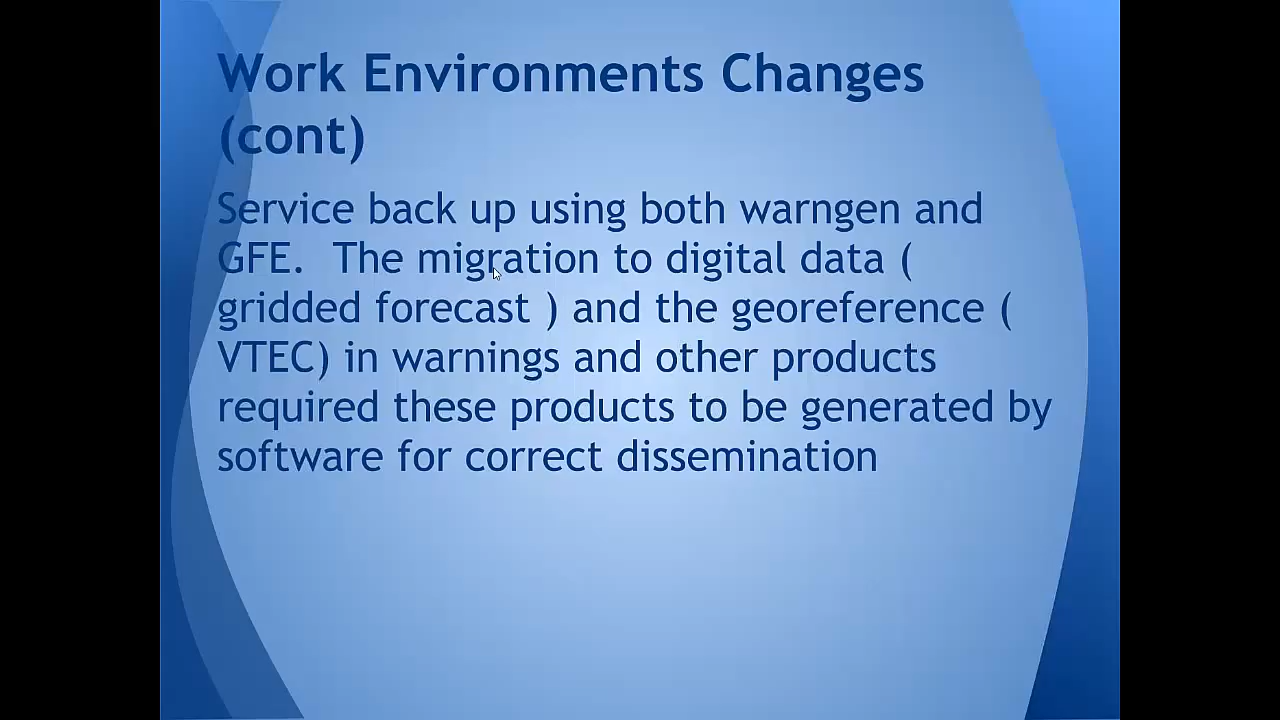 Work Environments Changes
(cont)
Service back up using both warngen and
GFE.  The migration to digital data (
gridded forecast ) and the georeference (
VTEC) in warnings and other products
required these products to be generated by
software for correct dissemination